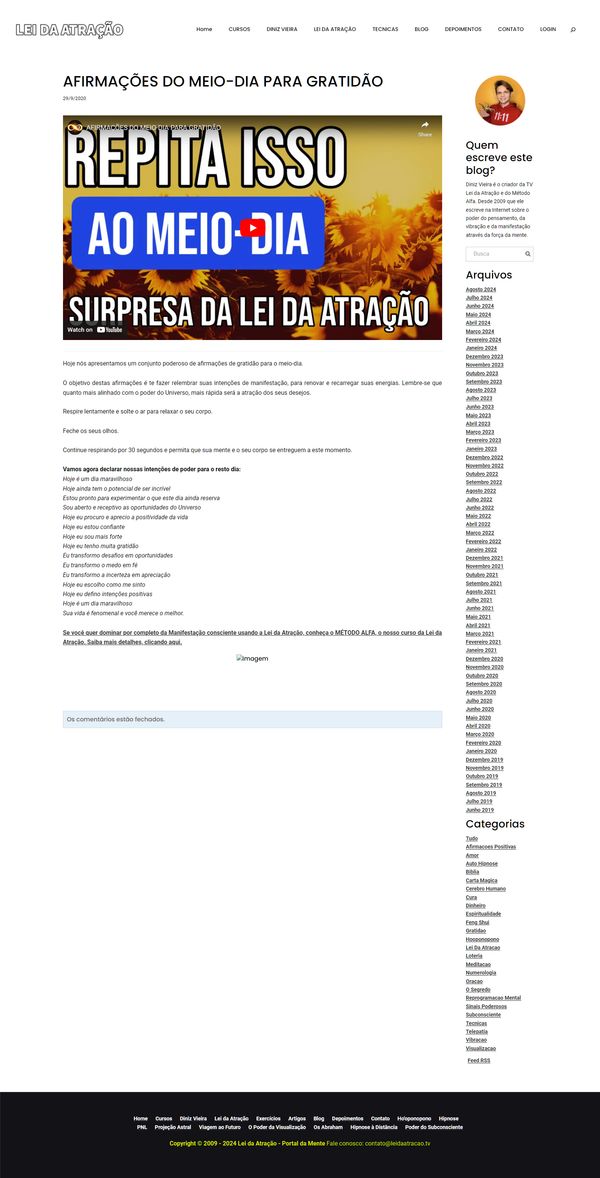 LEI DA ATRAÇÃO
Home CURSOS DINIZ VIEIRA LEI DA ATRAÇÃO TECNICAS BLOG DEPOIMENTOS CONTATO LOGIN
AFIRMAÇÕES DO MEIO-DIA PARA GRATIDÃO
29/9/2020
AFIRMAÇÕES DO MEIO DIA PARA GRATIDÃO
Share
REPITA ISSO
AO MEIO-DIA
SURPRESA DA LEI DA ATRAÇÃO
Watch on YouTube
Hoje nós apresentamos um conjunto poderoso de afirmações de gratidão para o meio-dia.
O objetivo destas afirmações é te fazer relembrar suas intenções de manifestação, para renovar e recarregar suas energias. Lembre-se que
quanto mais alinhado com o poder do Universo, mais rápida será a atração dos seus desejos.
Respire lentamente e solte o ar para relaxar o seu corpo.
Feche os seus olhos.
Continue respirando por 30 segundos e permita que sua mente e o seu corpo se entreguem a este momento.
Vamos agora declarar nossas intenções de poder para o resto dia:
Hoje é um dia maravilhoso
Hoje ainda tem o potencial de ser incrível
Estou pronto para experimentar o que este dia ainda reserva
Sou aberto e receptivo as oportunidades do Universo
Hoje eu procuro e aprecio a positividade da vida
Hoje eu estou confiante
Hoje eu sou mais forte
Hoje eu tenho muita gratidão
Eu transformo desafios em oportunidades
Eu transformo o medo em fé
Eu transformo a incerteza em apreciação
Hoje eu escolho como me sinto
Hoje eu defino intenções positivas
Hoje é um dia maravilhoso
Sua vida é fenomenal e você merece o melhor.
Se você quer dominar por completo da Manifestação consciente usando a Lei da Atração, conheça o MÉTODO ALFA, o nosso curso da Lei da
Atração. Saiba mais detalhes, clicando aqui.
Imagem
Os comentários estão fechados.
11:11
Quem
escreve este
blog?
Diniz Vieira é o criador da TV
Lei da Atração e do Método
Alfa. Desde 2009 que ele
escreve na Internet sobre o
poder do pensamento, da
vibração e da manifestação
através da força da mente.
Busca
Arquivos
Agosto 2024
Julho 2024
Junho 2024
Maio 2024
Abril 2024
Março 2024
Fevereiro 2024
Janeiro 2024
Dezembro 2023
Novembro 2023
Outubro 2023
Setembro 2023
Agosto 2023
Julho 2023
Junho 2023
Maio 2023
Abril 2023
Março 2023
Fevereiro 2023
Janeiro 2023
Dezembro 2022
Novembro 2022
Outubro 2022
Setembro 2022
Agosto 2022
Julho 2022
Junho 2022
Maio 2022
Abril 2022
Março 2022
Fevereiro 2022
Janeiro 2022
Dezembro 2021
Novembro 2021
Outubro 2021
Setembro 2021
Agosto 2021
Julho 2021
Junho 2021
Maio 2021
Abril 2021
Março 2021
Fevereiro 2021
Janeiro 2021
Dezembro 2020
Novembro 2020
Outubro 2020
Setembro 2020
Agosto 2020
Julho 2020
Junho 2020
Maio 2020
Abril 2020
Março 2020
Fevereiro 2020
Janeiro 2020
Dezembro 2019
Novembro 2019
Outubro 2019
Setembro 2019
Agosto 2019
Julho 2019
Junho 2019
Categorias
Tudo
Afirmacoes Positivas
Amor
Auto Hipnose
Biblia
Carta Magica
Cerebro Humano
Cura
Dinheiro
Espiritualidade
Feng Shui
Gratidao
Hooponopono
Lei Da Atracao
Loteria
Meditacao
Numerologia
Oracao
O Segredo
Reprogramacao Mental
Sinais Poderosos
Subconsciente
Tecnicas
Telepatia
Vibracao
Visualizacao
Feed RSS
Home Cursos Diniz Vieira Lei da Atração Exercícios Artigos Blog Depoimentos Contato Ho'oponopono Hipnose
PNL Projeção Astral Viagem ao Futuro O Poder da Visualização Os Abraham Hipnose à Distância Poder do Subconsciente
Copyright © 2009 - 2024 Lei da Atração - Portal da Mente Fale conosco: contato@leidaatracao.tv